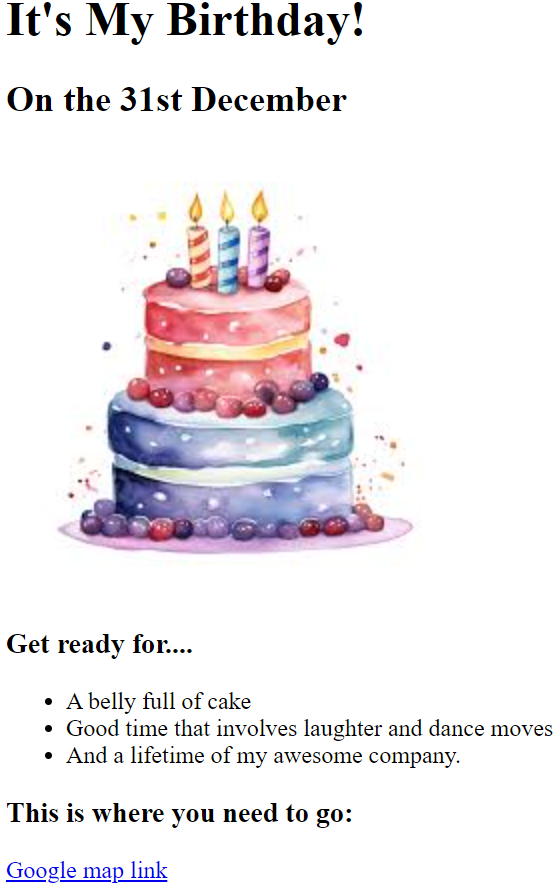 It's My Birthday!
On the 31st December
Get ready for....
A belly full of cake
Good time that involves laughter and dance moves
And a lifetime of my awesome company.
This is where you need to go:
Google map link